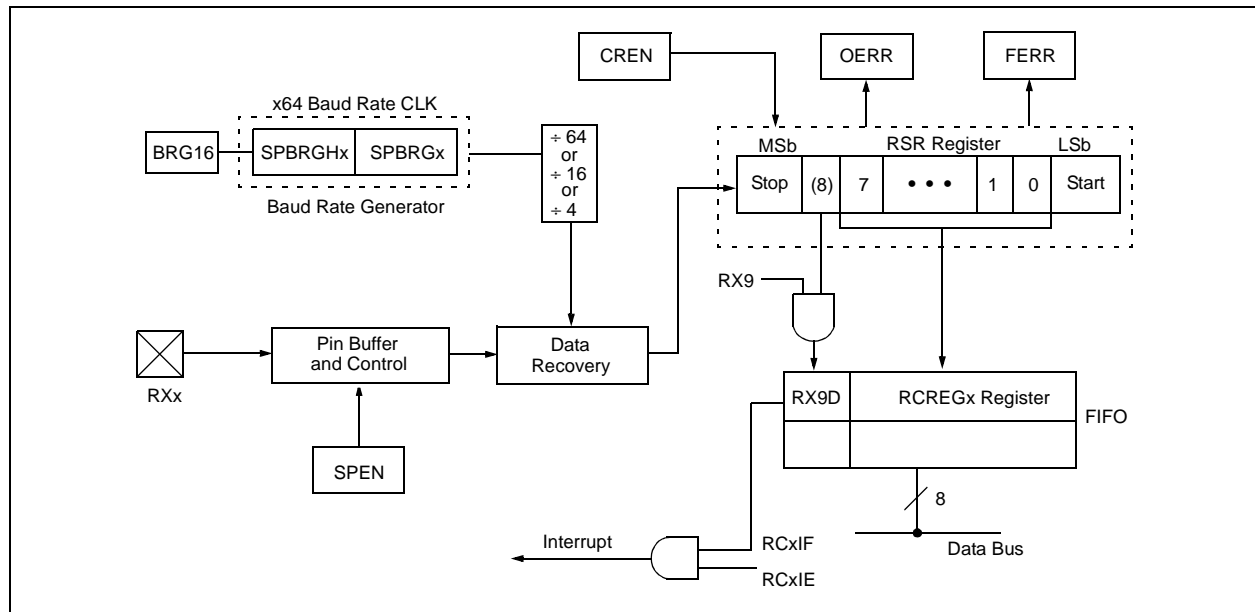 CREN
OERR
FERR
x64 Baud Rate CLK
BRG16
SPBRGHx
SPBRGx
Baud Rate Generator
÷ 64
or
÷ 16
or
÷ 4
MSb
RSR Register
LSb
Stop
(8)
7
• • •
1
0
Start
RX9
RXx
Pin Buffer
and Control
Data
Recovery
SPEN
RX9D
RCREGx Register
FIFO
8
Data Bus
Interrupt
RCxIF
RCxIE